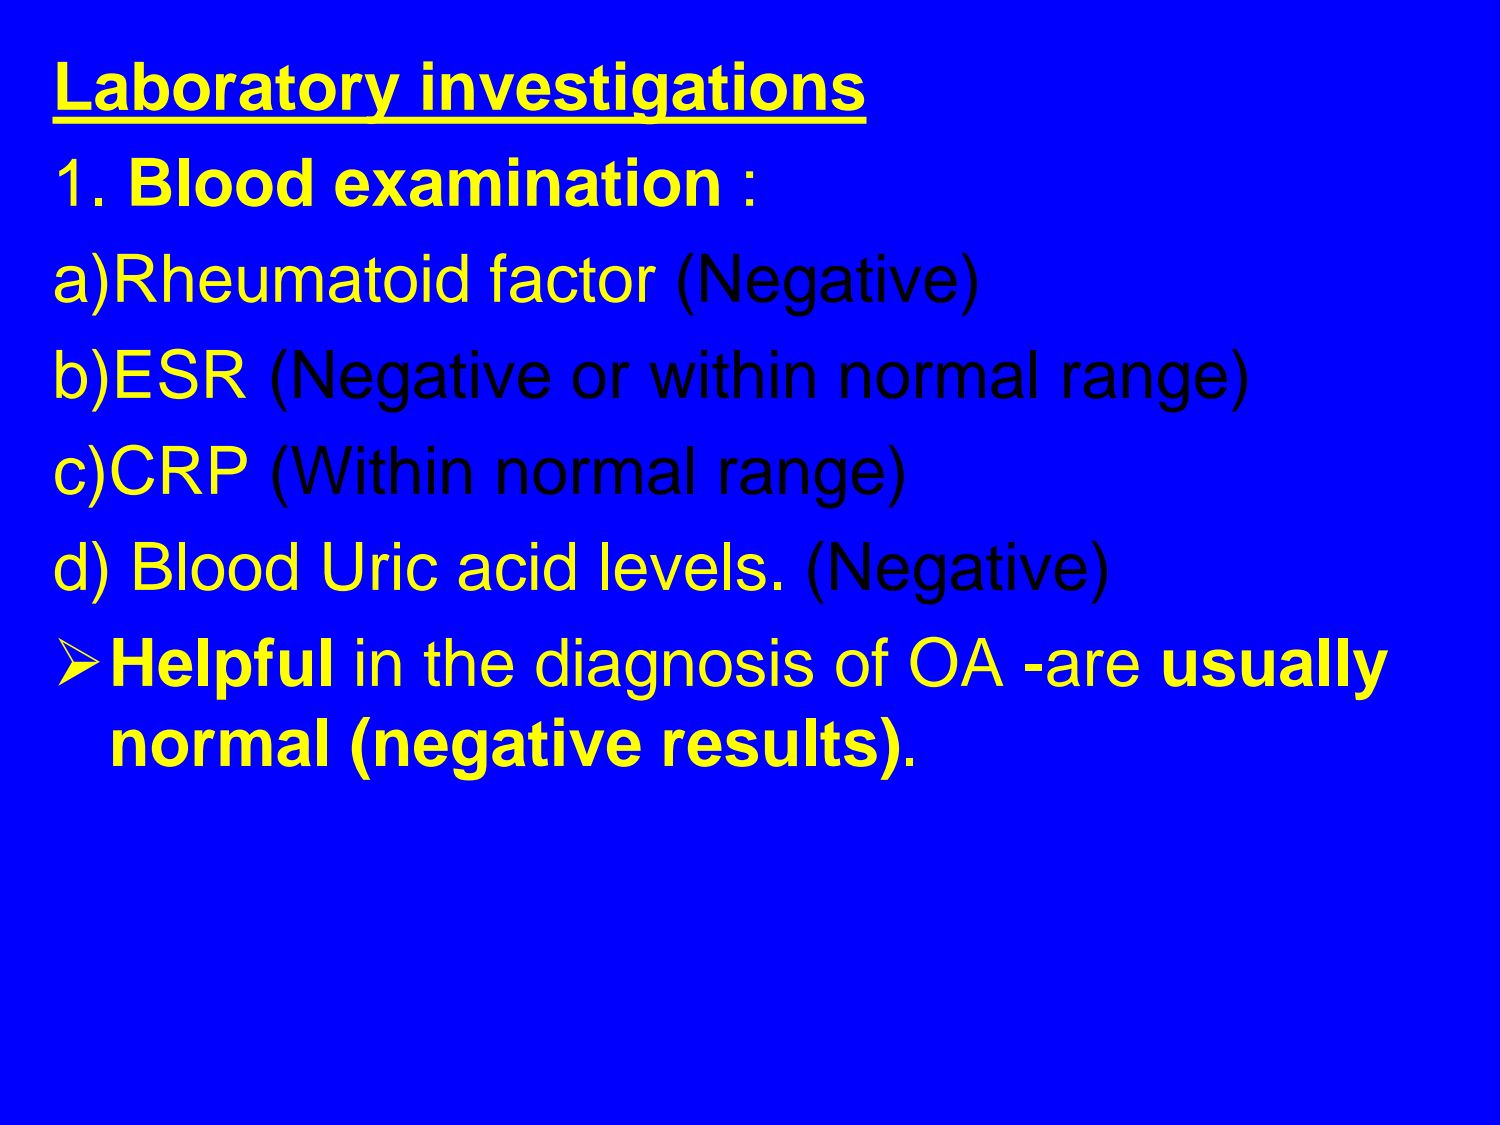 Laboratory investigations
1. Blood examination :
a)Rheumatoid factor (Negative)
b)ESR (Negative or within normal range)
c)CRP (Within normal range)
d) Blood Uric acid levels. (Negative)
➢Helpful in the diagnosis of OA -are usually
normal (negative results).